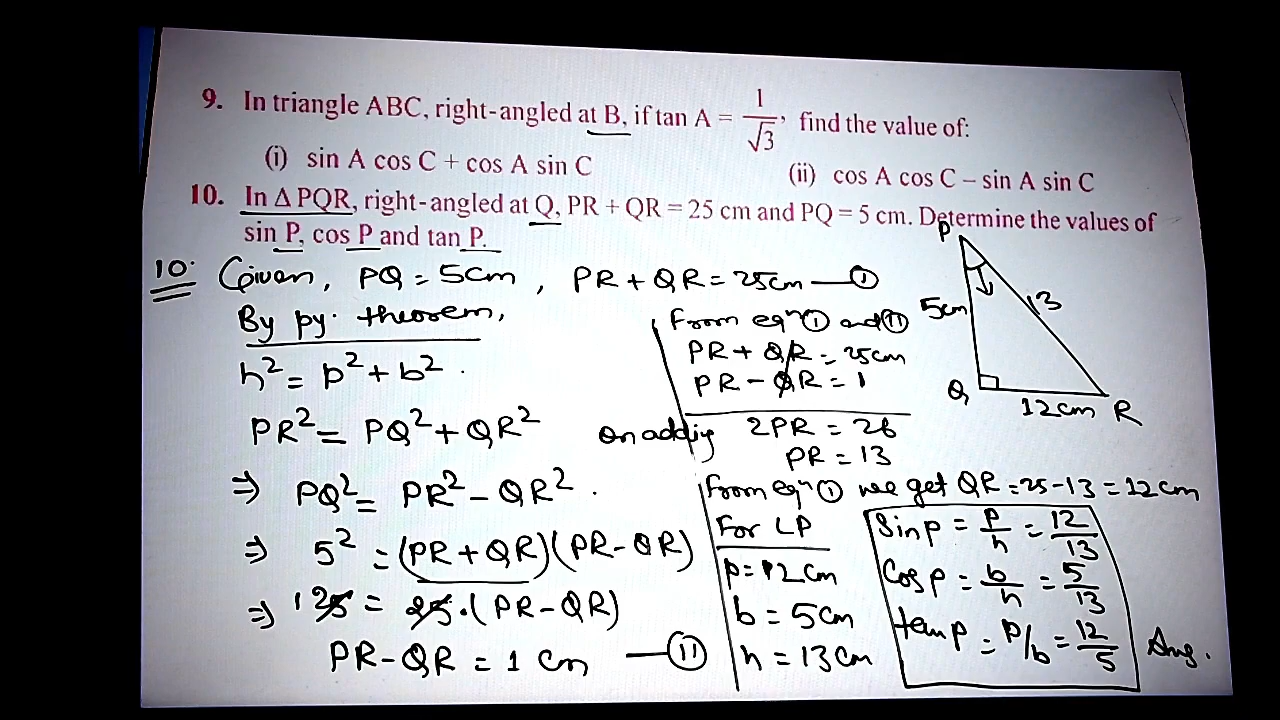 9. In triangle ABC, right-angled at B, if tan A = 1/√3, find the value of:
(i) sin A cos C + cos A sin C (ii) cos A cos C – sin A sin C
10. In Δ PQR, right-angled at Q, PR + QR = 25 cm and PQ = 5 cm. Determine the values of
sin P, cos P and tan P.
10. Given, PQ = 5cm, PR + QR = 25cm — (I)
By py. theorem,
h² = p² + b².
PR² = PQ² + QR²
⇒ PQ² = PR² - QR².
⇒ 5² = (PR + QR)(PR - QR)
⇒ 1 25 = 25.(PR - QR)
PR - QR = 1 cm — (II)
From eqⁿ (I) and (II)
PR + QR = 25cm
PR - QR = 1
on adding 2PR = 26
PR = 13
From eqⁿ (I) we get QR = 25-13 = 12cm
For ∠P
p = 12cm
b = 5cm
h = 13cm
Sin P = p/h = 12/13
Cos P = b/h = 5/13
tan P = p/b = 12/5 Ans.
P
5cm 13
Q 12cm R